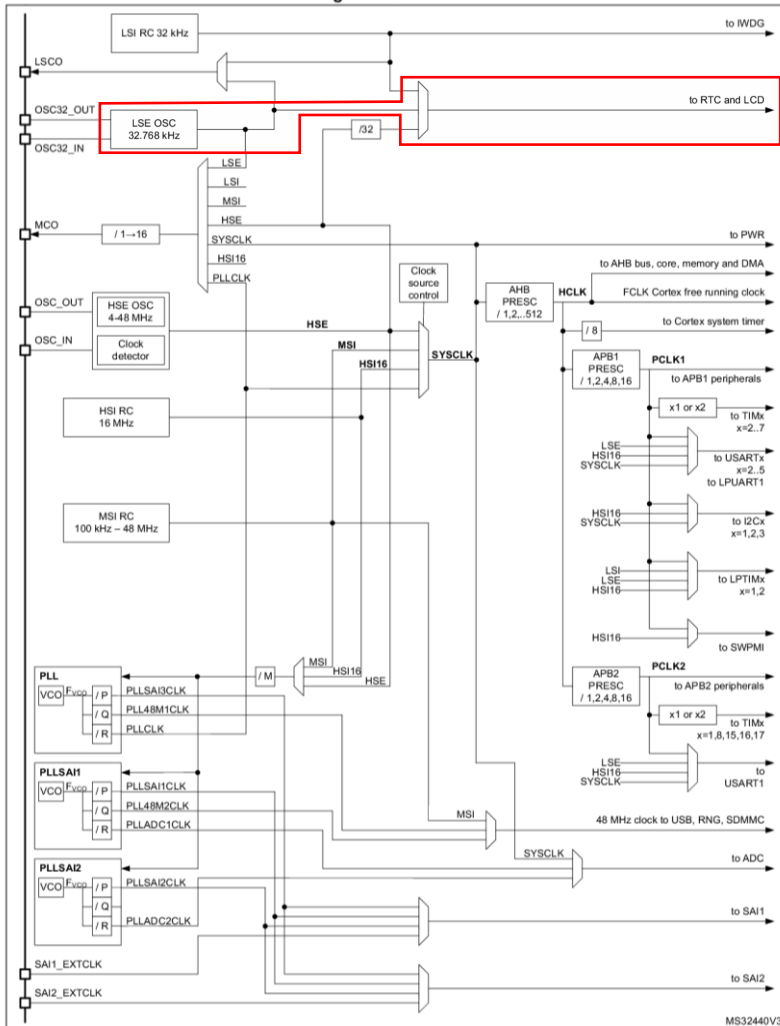 LSI RC 32 kHz
to IWDG
LSCO
OSC32_OUT
to RTC and LCD
LSE OSC
32.768 kHz
/32
OSC32_IN
LSE
LSI
MSI
HSE
MCO
/ 1→16
SYSCLK
to PWR
HSI16
PLLCLK
Clock
source
control
to AHB bus, core, memory and DMA
AHB
PRESC
/ 1,2,..512
HCLK
FCLK Cortex free running clock
OSC_OUT
HSE OSC
4-48 MHz
HSE
/ 8
to Cortex system timer
OSC_IN
Clock
detector
MSI
SYSCLK
HSI16
APB1
PRESC
/ 1,2,4,8,16
PCLK1
to APB1 peripherals
HSI RC
16 MHz
x1 or x2
to TIMx
x=2..7
LSE
HSI16
SYSCLK
to USARTx
x=2..5
to LPUART1
MSI RC
100 kHz – 48 MHz
HSI16
SYSCLK
to I2Cx
x=1,2,3
LSI
LSE
HSI16
to LPTIMx
x=1,2
HSI16
to SWPMI
MSI
HSI16
HSE
/ M
PLL
VCO
FVCO
/ P
PLLSAI3CLK
/ Q
PLL48M1CLK
/ R
PLLCLK
APB2
PRESC
/ 1,2,4,8,16
PCLK2
to APB2 peripherals
x1 or x2
to TIMx
x=1,8,15,16,17
LSE
HSI16
SYSCLK
to
USART1
PLLSAI1
VCO
FVCO
/ P
PLLSAI1CLK
/ Q
PLL48M2CLK
/ R
PLLADC1CLK
MSI
48 MHz clock to USB, RNG, SDMMC
SYSCLK
to ADC
PLLSAI2
VCO
FVCO
/ P
PLLSAI2CLK
/ Q
/ R
PLLADC2CLK
to SAI1
SAI1_EXTCLK
to SAI2
SAI2_EXTCLK
MS32440V3